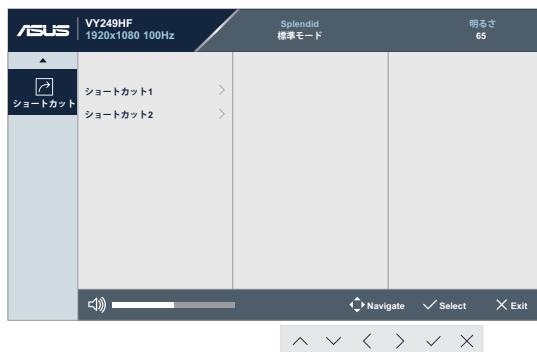 ASUS
VY249HF
1920x1080 100Hz
Splendid
標準モード
明るさ
65
ショートカット
ショートカット1
ショートカット2
Navigate
Select
Exit